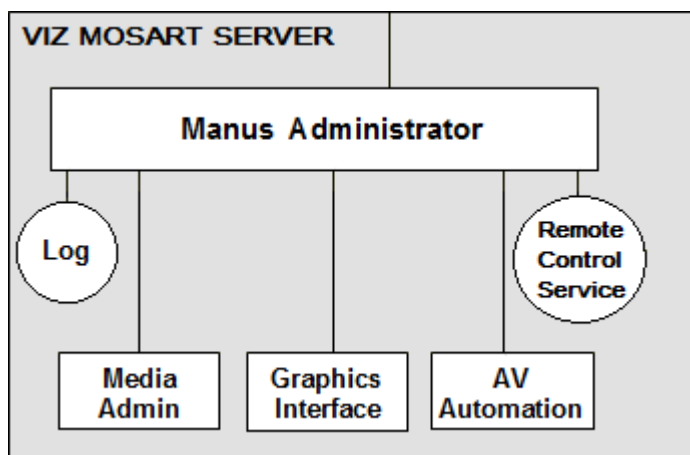 VIZ MOSART SERVER
Manus Administrator
Log
Remote
Control
Service
Media
Admin
Graphics
Interface
AV
Automation